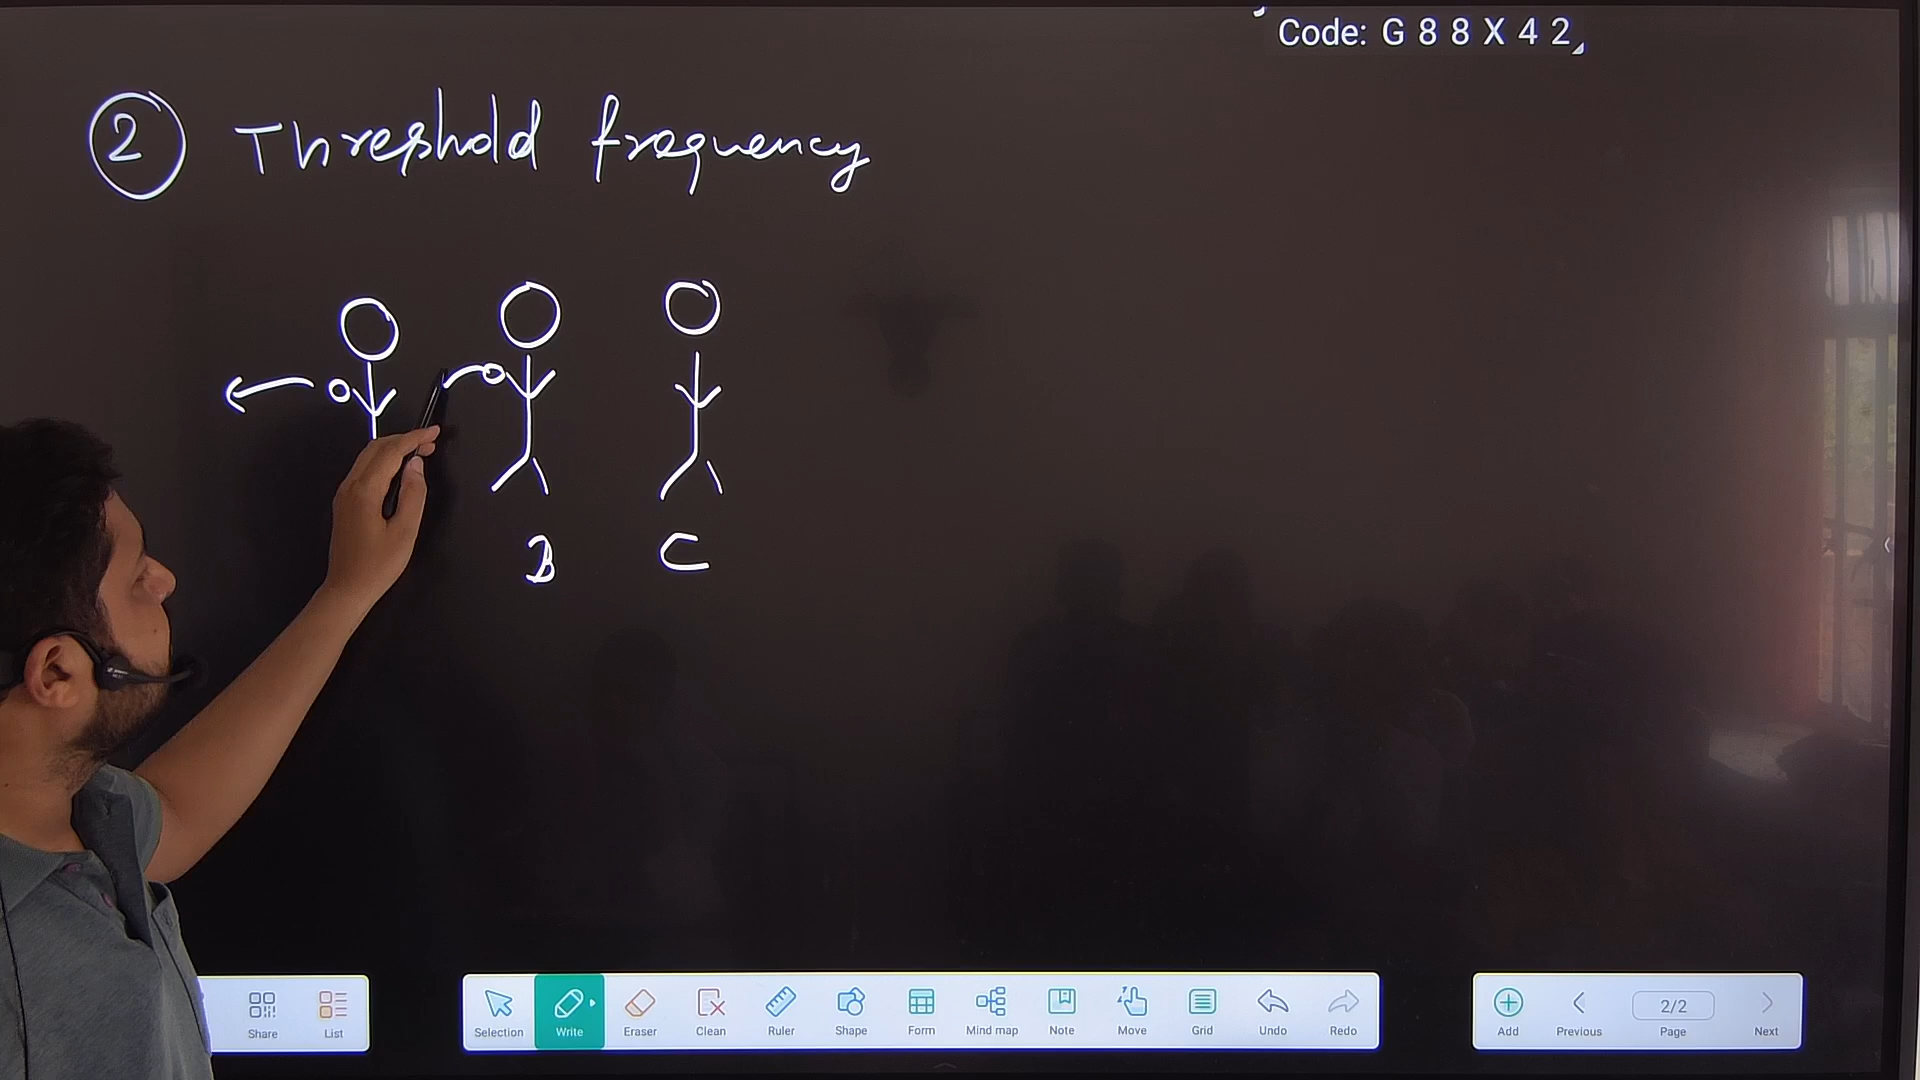 Code: G 8 8 X 4 2
2 Threshold frequency
B C
Share List Selection Write Eraser Clean Ruler Shape Form Mind map Note Move Grid Undo Redo Add Previous 2/2 Page Next